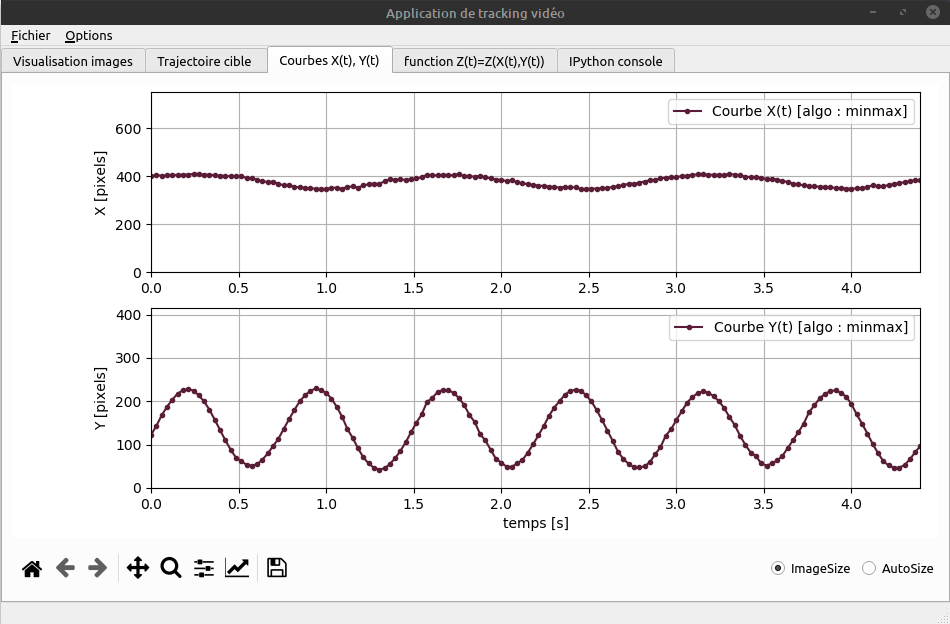 Application de tracking vidéo
Fichier Options
Visualisation images Trajectoire cible Courbes X(t), Y(t) function Z(t)=Z(X(t),Y(t)) IPython console
Courbe X(t) [algo : minmax]
X [pixels]
600
400
200
0
0.0 0.5 1.0 1.5 2.0 2.5 3.0 3.5 4.0
Courbe Y(t) [algo : minmax]
Y [pixels]
400
300
200
100
0
0.0 0.5 1.0 1.5 2.0 2.5 3.0 3.5 4.0
temps [s]
ImageSize AutoSize